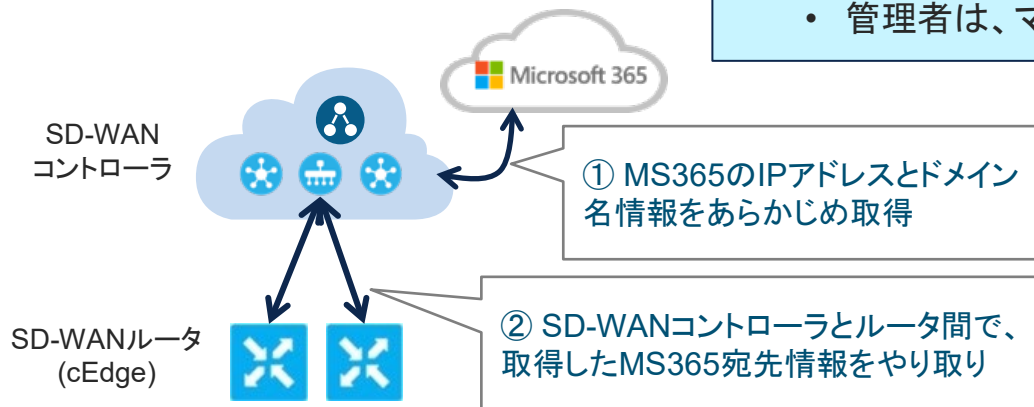 • 管理者は、マ
Microsoft 365
SD-WAN
コントローラ
① MS365のIPアドレスとドメイン
名情報をあらかじめ取得
② SD-WANコントローラとルータ間で、
取得したMS365宛先情報をやり取り
SD-WANルータ
(cEdge)